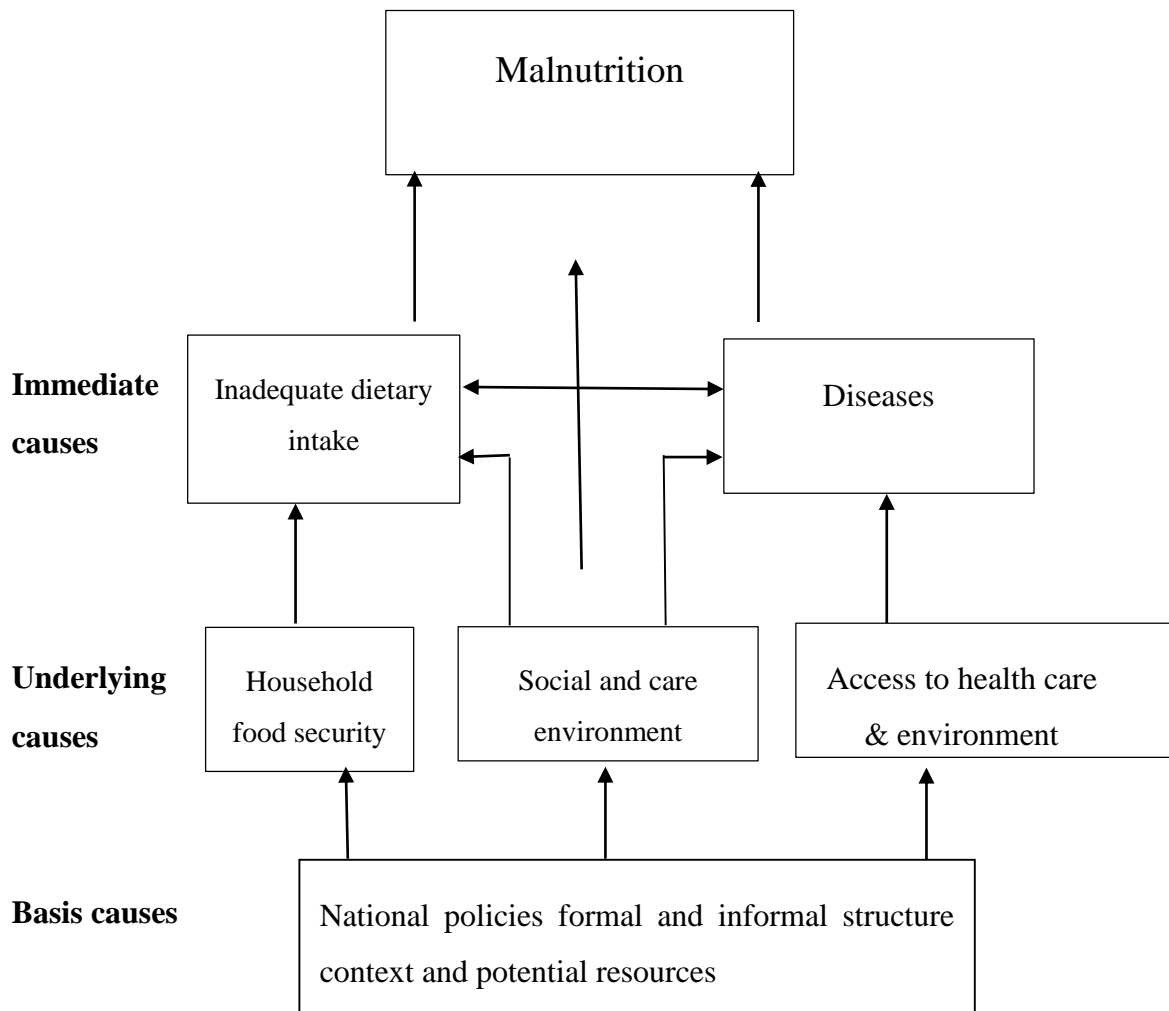 Malnutrition
Immediate
causes
Inadequate dietary
intake
Diseases
Underlying
causes
Household
food security
Social and care
environment
Access to health care
& environment
Basis causes
National policies formal and informal structure
context and potential resources